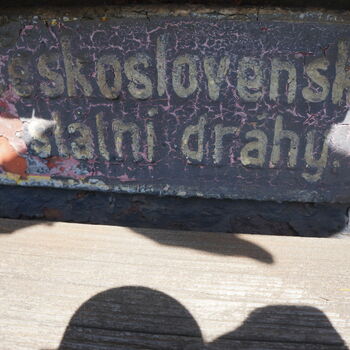 eskoslovensk
státní dráhy.